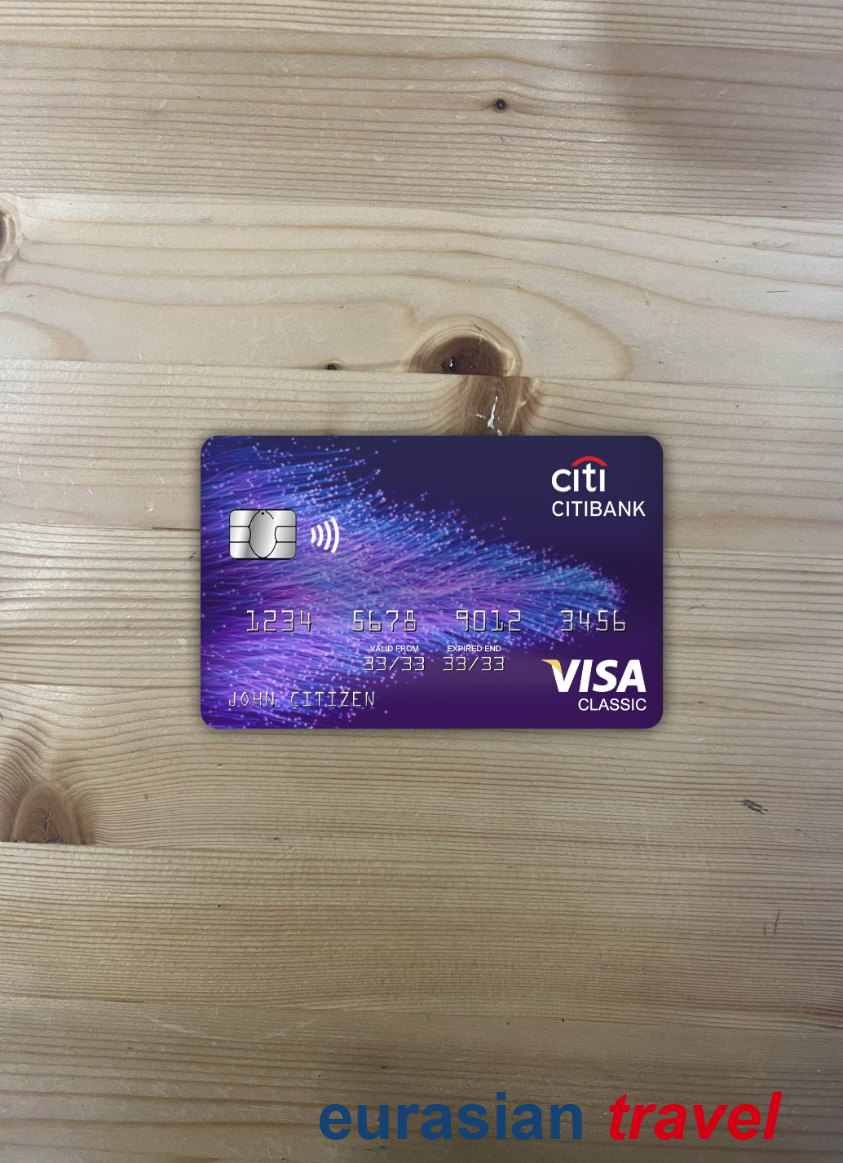 citi
CITIBANK
1234 5678 9012 3456
VALID FROM EXPIRED END
33/33 33/33
JOHN CITIZEN
VISA
CLASSIC
eurasian travel